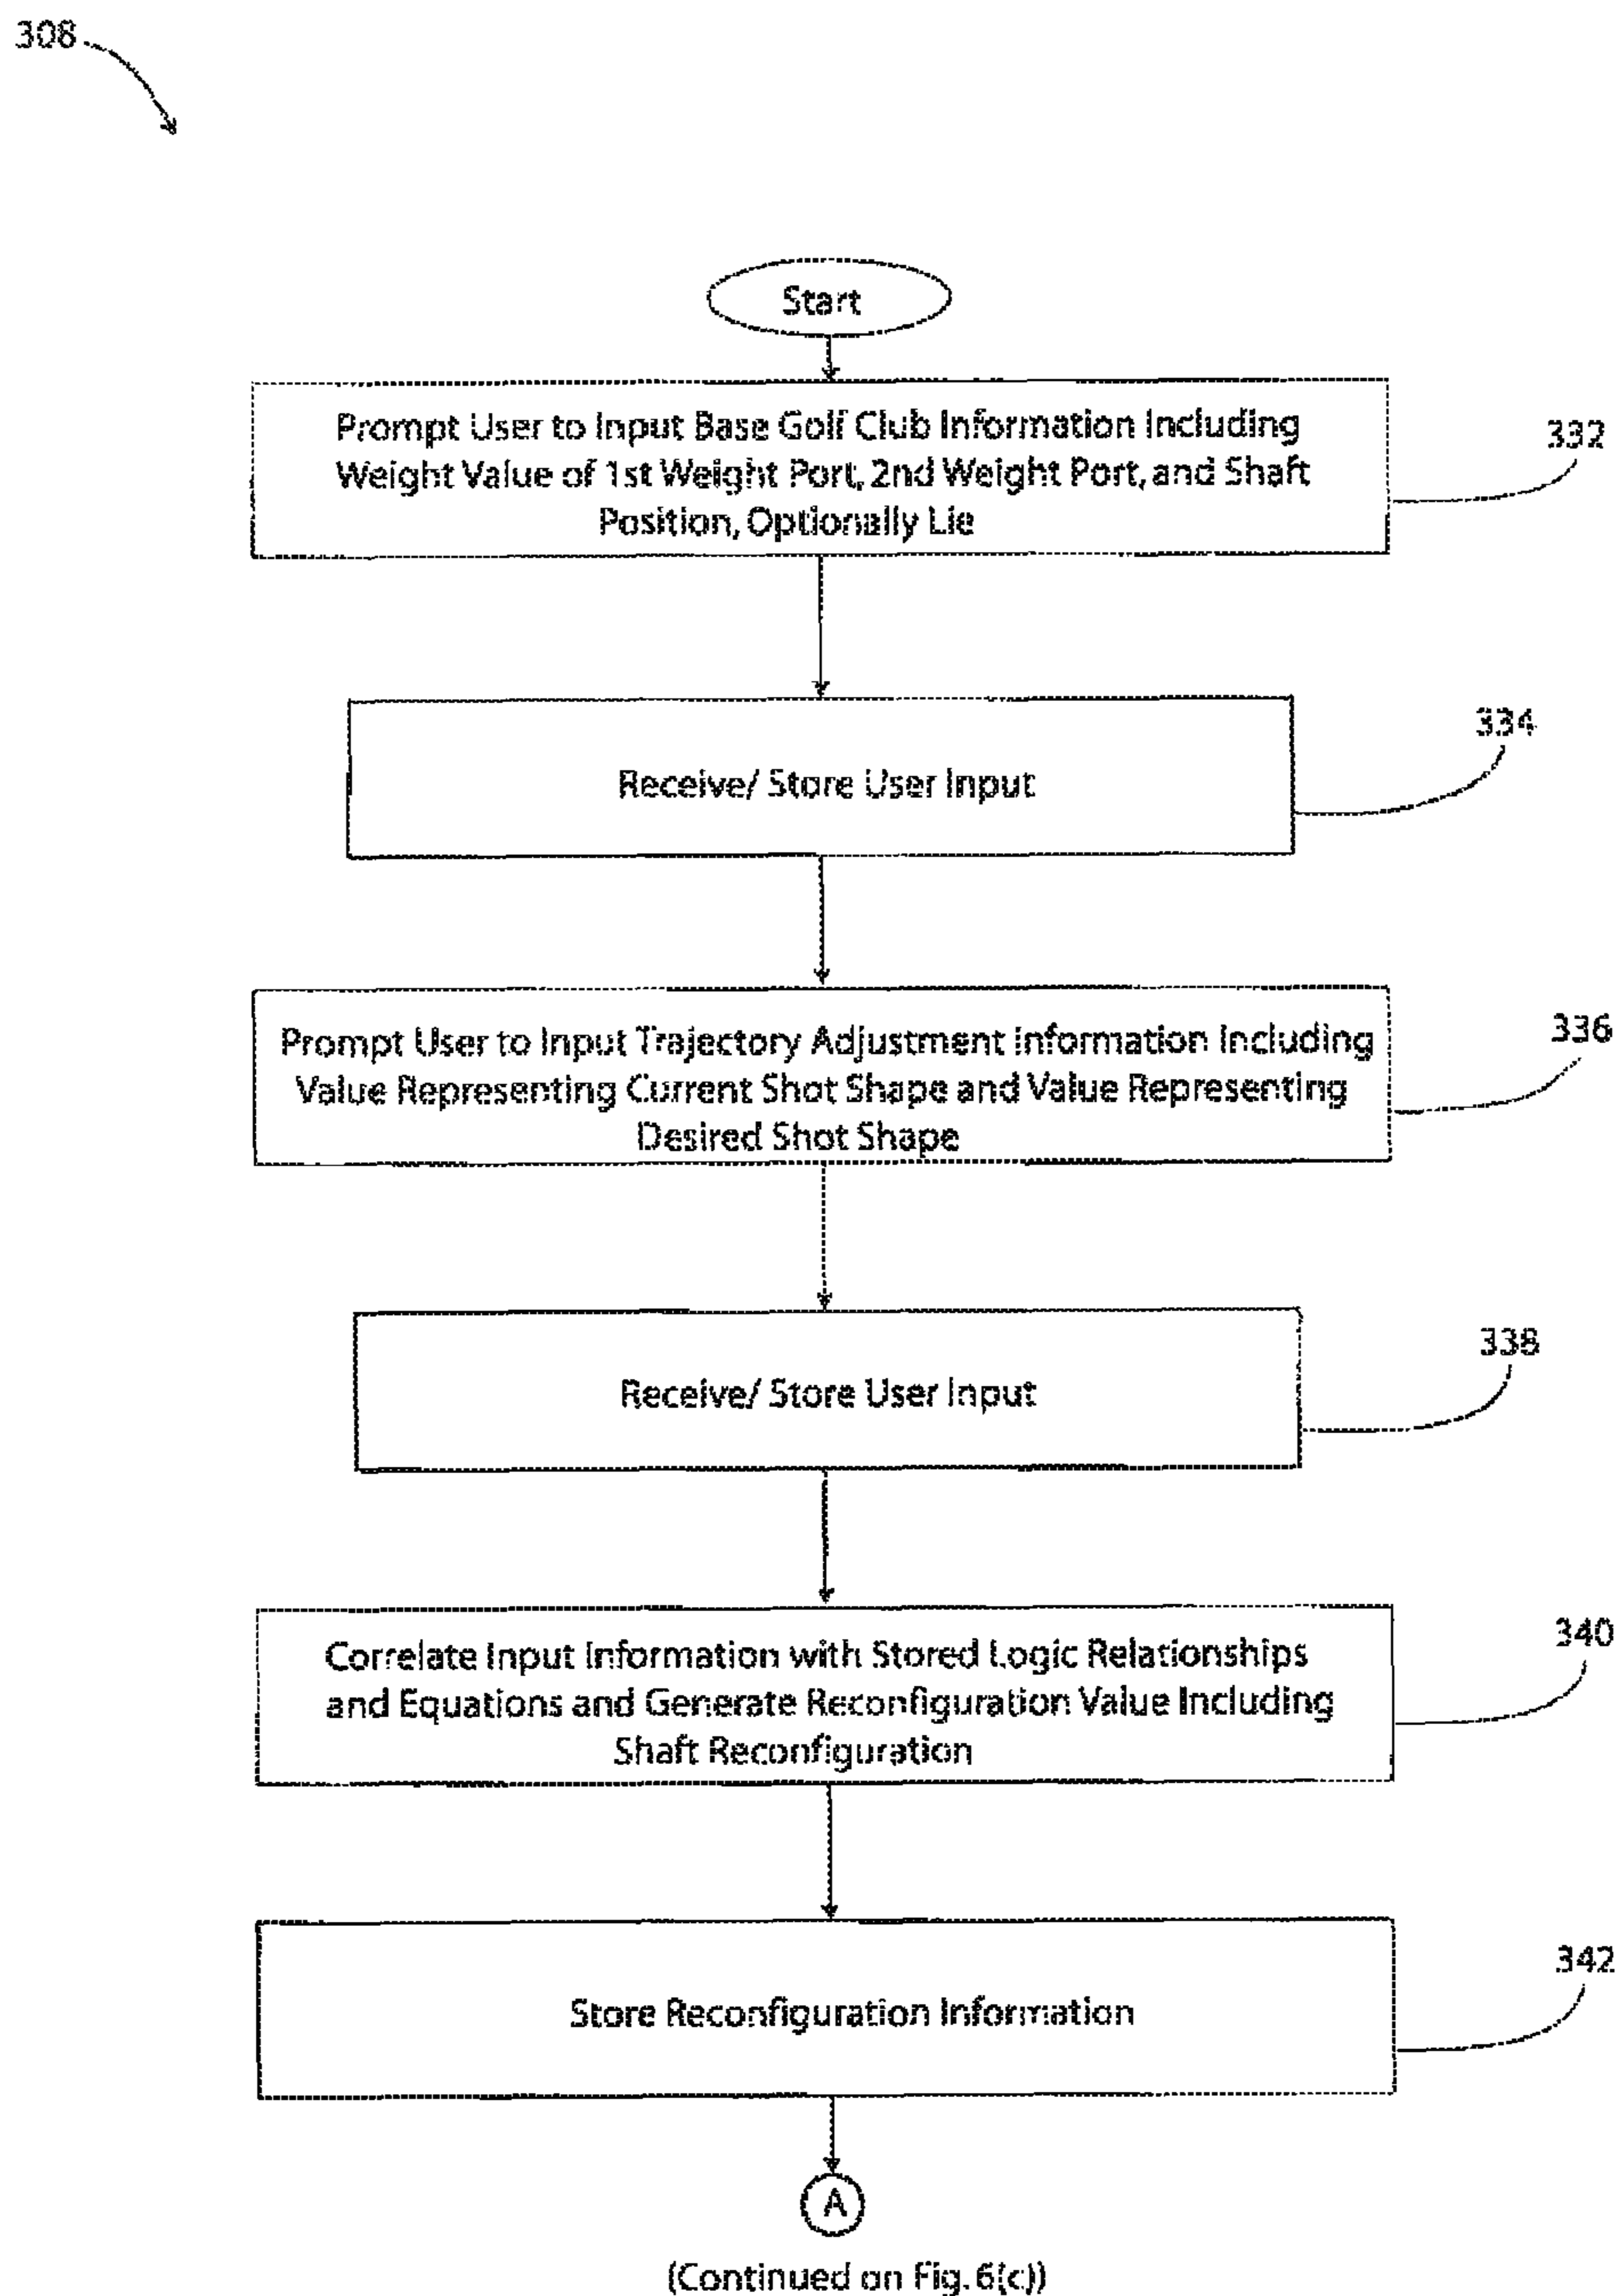 308
Start
Prompt User to Input Base Golf Club Information Including
Weight Value of 1st Weight Port, 2nd Weight Port, and Shaft
Position, Optionally Lie
332
Receive/ Store User Input
334
Prompt User to Input Trajectory Adjustment Information Including
Value Representing Current Shot Shape and Value Representing
Desired Shot Shape
336
Receive/ Store User Input
338
Correlate Input Information with Stored Logic Relationships
and Equations and Generate Reconfiguration Value Including
Shaft Reconfiguration
340
Store Reconfiguration Information
342
A
(Continued on Fig. 6(c))